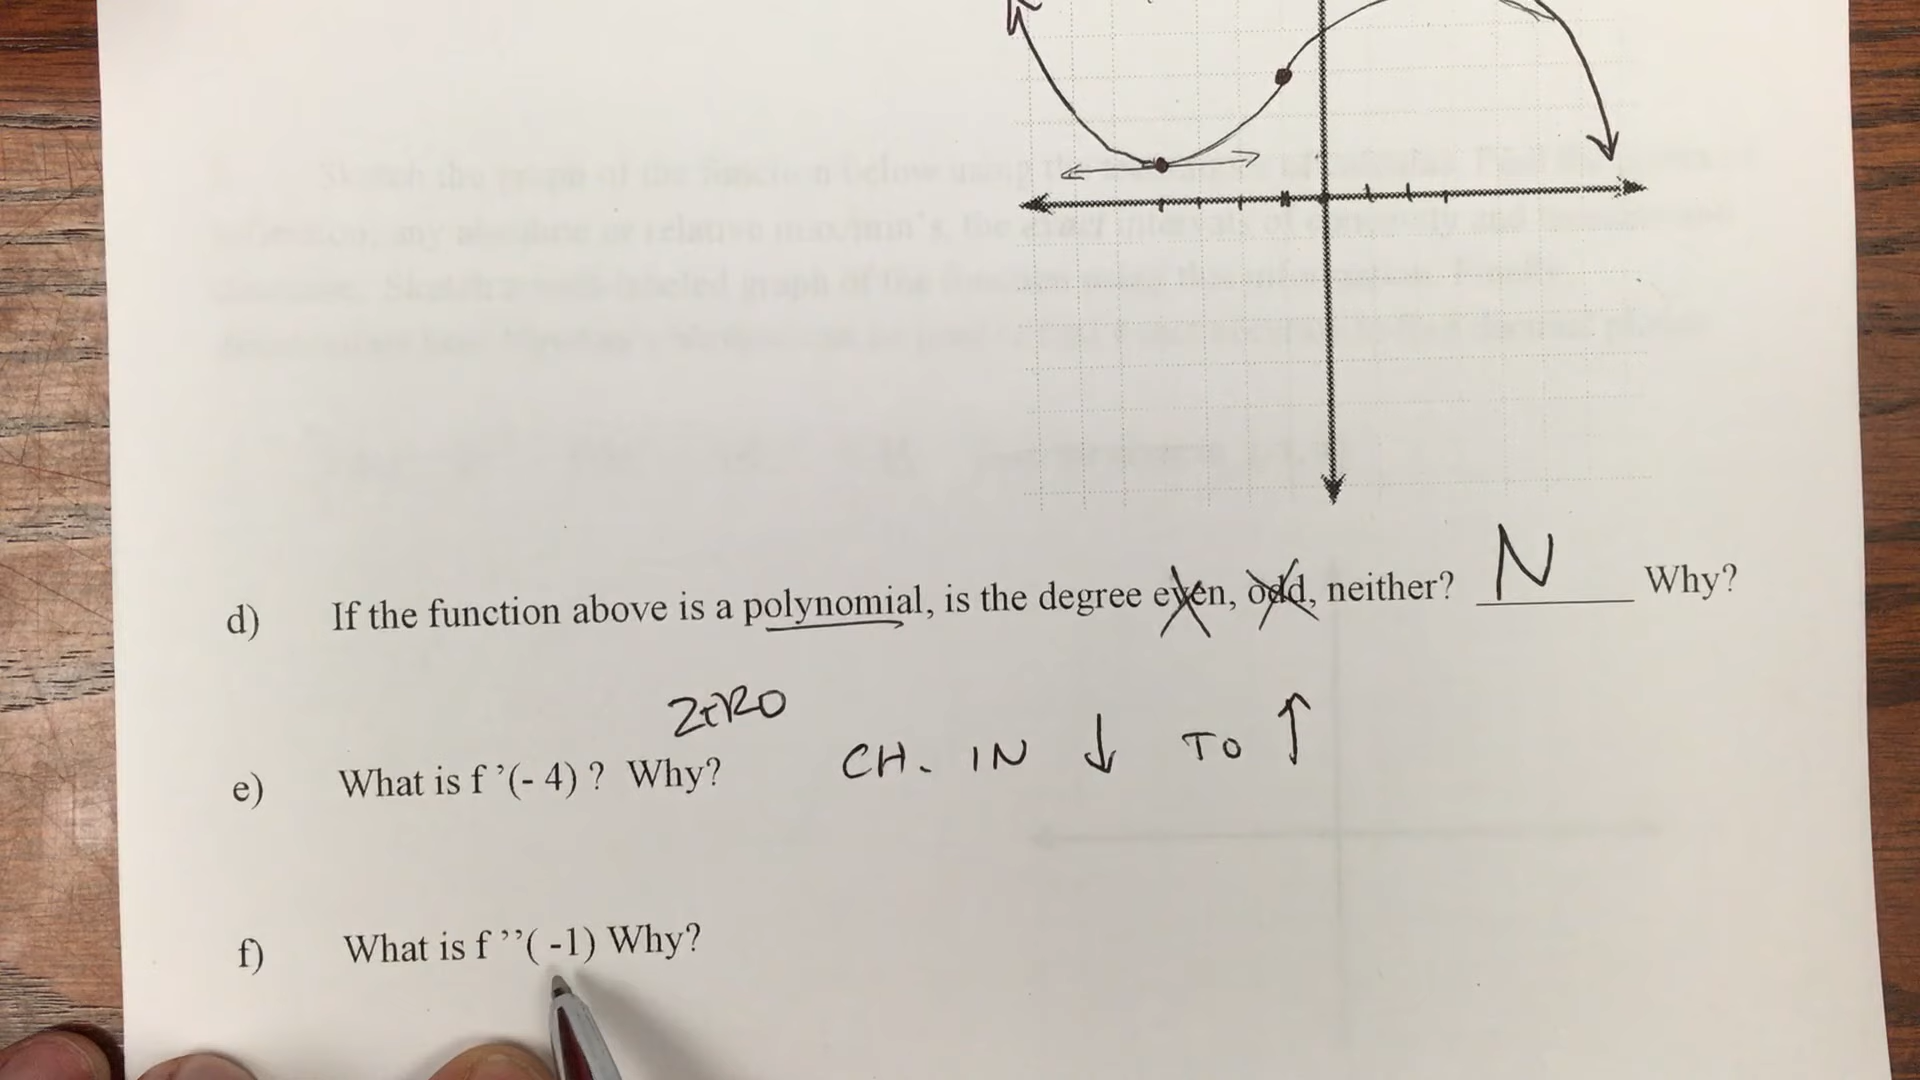 d) If the function above is a polynomial, is the degree even, odd, neither? N Why?
ZERO
e) What is f ’(- 4) ? Why? CH. IN ↓ TO ↑
f) What is f ’’( -1) Why?